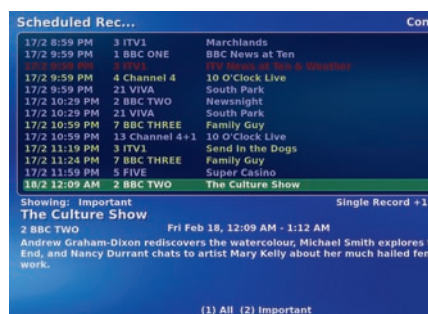 Scheduled Rec... Con
17/2 8:59 PM 3 ITV1 Marchlands
17/2 9:59 PM 1 BBC ONE BBC News at Ten
17/2 9:59 PM 3 ITV1 ITV News at Ten & Weather
17/2 9:59 PM 4 Channel 4 10 O'Clock Live
17/2 9:59 PM 21 VIVA South Park
17/2 10:29 PM 2 BBC TWO Newsnight
17/2 10:29 PM 21 VIVA South Park
17/2 10:59 PM 7 BBC THREE Family Guy
17/2 10:59 PM 13 Channel 4+1 10 O'Clock Live
17/2 11:19 PM 3 ITV1 Send in the Dogs
17/2 11:24 PM 7 BBC THREE Family Guy
17/2 11:59 PM 5 FIVE Super Casino
18/2 12:09 AM 2 BBC TWO The Culture Show
Showing: Important Single Record +1
The Culture Show
2 BBC TWO Fri Feb 18, 12:09 AM - 1:12 AM
Andrew Graham-Dixon rediscovers the watercolour, Michael Smith explores
End, and Nancy Durrant chats to artist Mary Kelly about her much hailed fe
work.
(1) All (2) Important